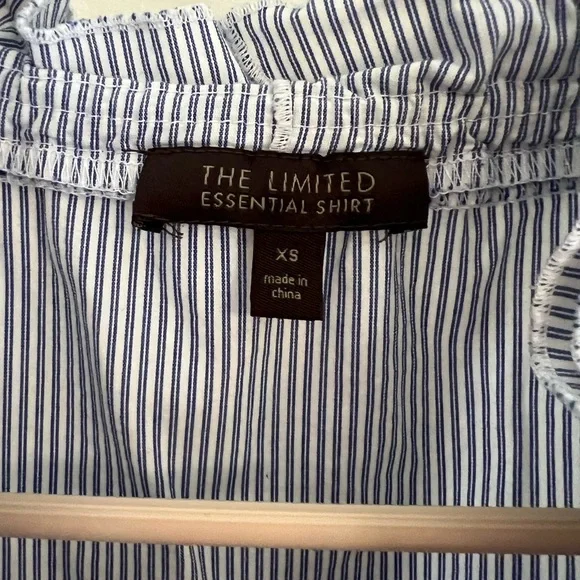 THE LIMITED
ESSENTIAL SHIRT
XS
made in
china